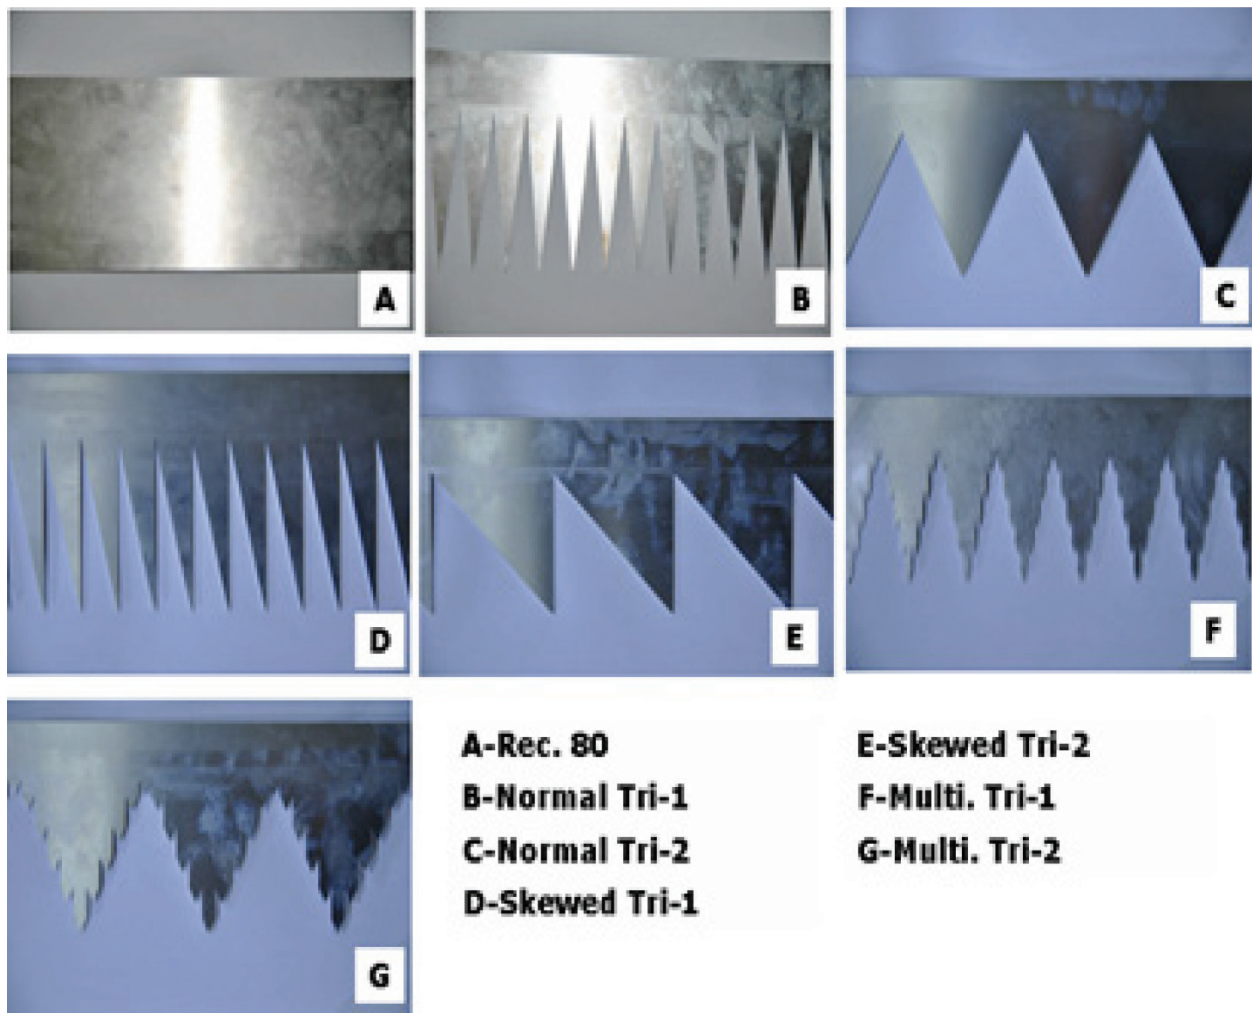 A
B
C
D
E
F
G
A-Rec. 80
B-Normal Tri-1
C-Normal Tri-2
D-Skewed Tri-1
E-Skewed Tri-2
F-Multi. Tri-1
G-Multi. Tri-2